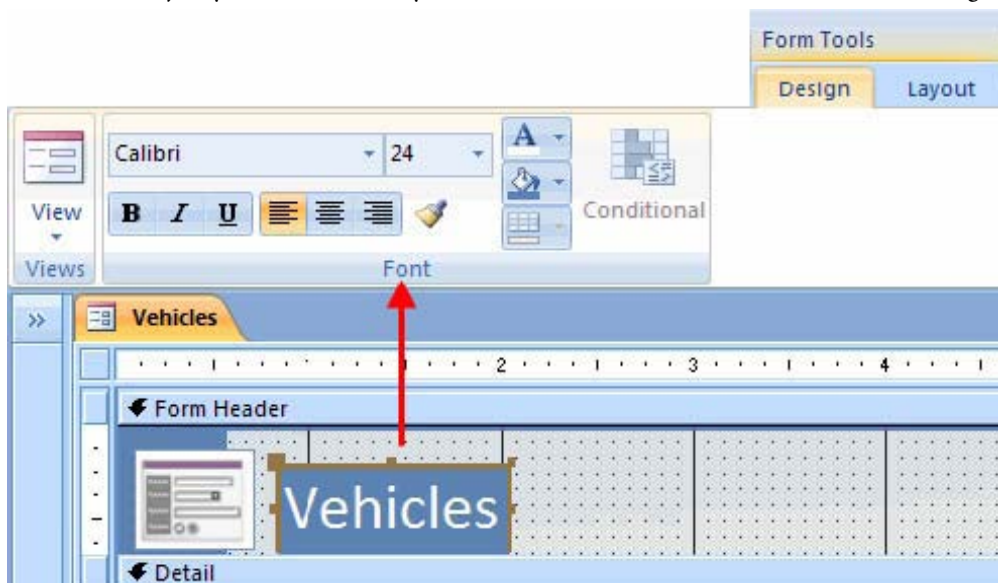 Form Tools
Design Layout
Calibri 24 A
View B I U Conditional
Views Font
Vehicles
2 3 4
Form Header
Vehicles
Detail